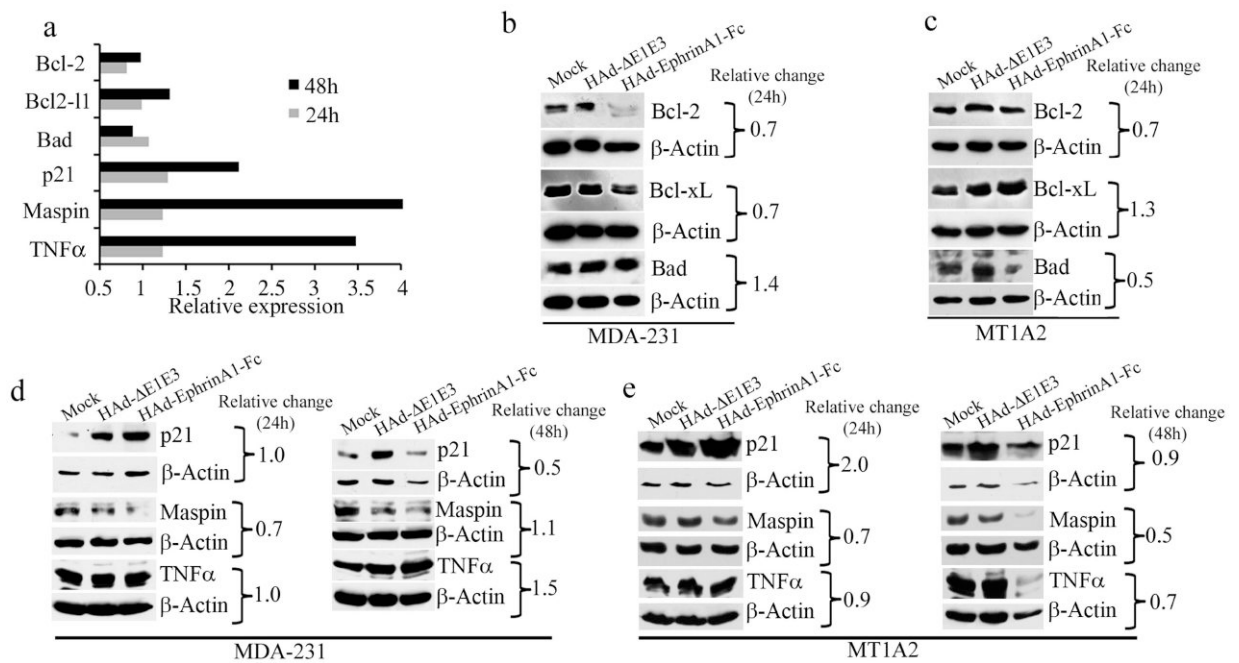 a
Bcl-2
Bcl2-l1
Bad
p21
Maspin
TNFα
48h
24h
0.5 1 1.5 2 2.5 3 3.5 4
Relative expression
b
Mock
HAd-ΔE1E3
HAd-EphrinA1-Fc
Relative change
(24h)
Bcl-2
0.7
β-Actin
Bcl-xL
0.7
β-Actin
Bad
1.4
β-Actin
MDA-231
c
Mock
HAd-ΔE1E3
HAd-EphrinA1-Fc
Relative change
(24h)
Bcl-2
0.7
β-Actin
Bcl-xL
1.3
β-Actin
Bad
0.5
β-Actin
MT1A2
d
Mock
HAd-ΔE1E3
HAd-EphrinA1-Fc
Relative change
(24h)
p21
1.0
β-Actin
Maspin
0.7
β-Actin
TNFα
1.0
β-Actin
Mock
HAd-ΔE1E3
HAd-EphrinA1-Fc
Relative change
(48h)
p21
0.5
β-Actin
Maspin
1.1
β-Actin
TNFα
1.5
β-Actin
MDA-231
e
Mock
HAd-ΔE1E3
HAd-EphrinA1-Fc
Relative change
(24h)
p21
2.0
β-Actin
Maspin
0.7
β-Actin
TNFα
0.9
β-Actin
Mock
HAd-ΔE1E3
HAd-EphrinA1-Fc
Relative change
(48h)
p21
0.9
β-Actin
Maspin
0.5
β-Actin
TNFα
0.7
β-Actin
MT1A2